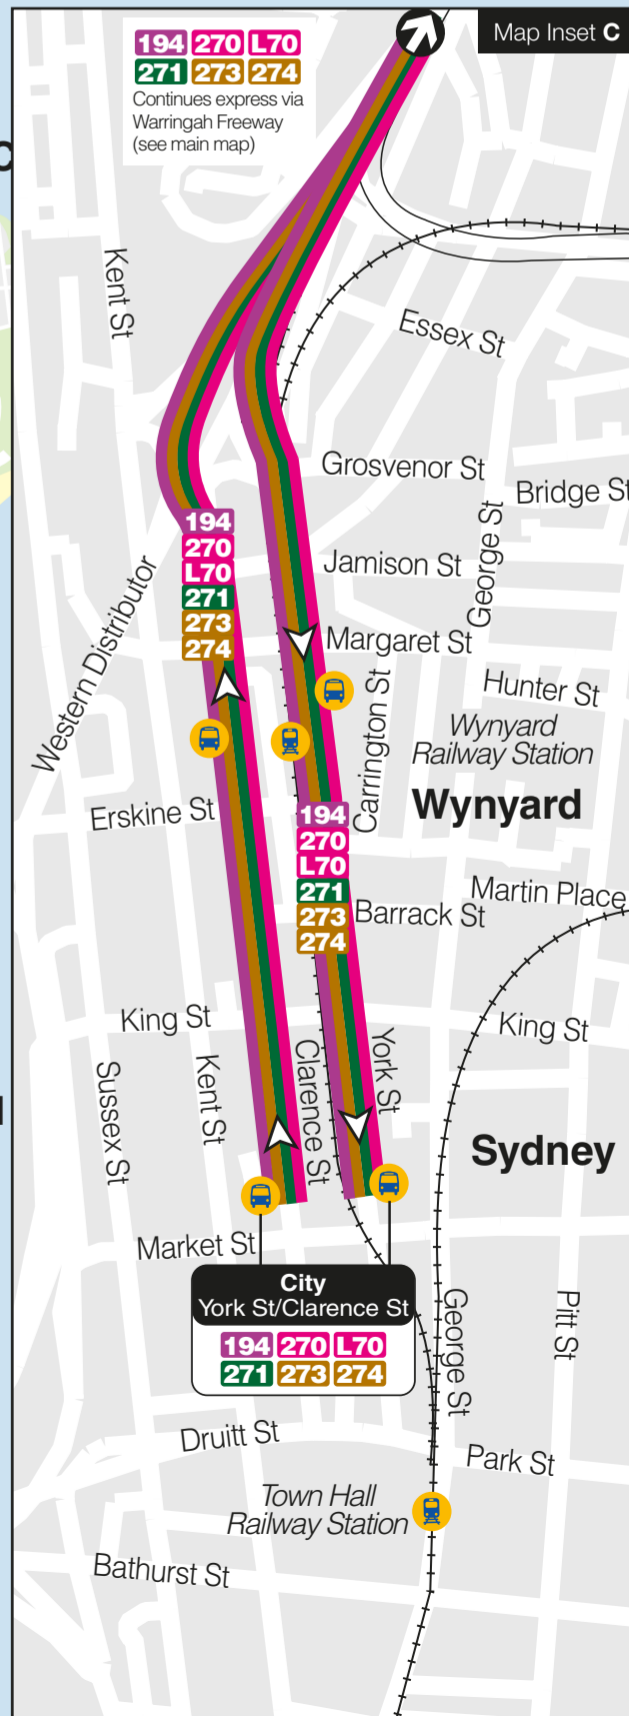 Map Inset C
194 270 L70
271 273 274
Continues express via
Warringah Freeway
(see main map)
Kent St
Essex St
Grosvenor St
Bridge St
George St
194
270
L70
271
273
274
Jamison St
Western Distributor
Margaret St
Hunter St
Carrington St
Wynyard
Railway Station
Wynyard
Erskine St
194
270
L70
271
273
274
Martin Place
Barrack St
King St
King St
Sussex St
Kent St
Clarence St
York St
Sydney
Market St
City
York St/Clarence St
194 270 L70
271 273 274
George St
Pitt St
Druitt St
Park St
Town Hall
Railway Station
Bathurst St